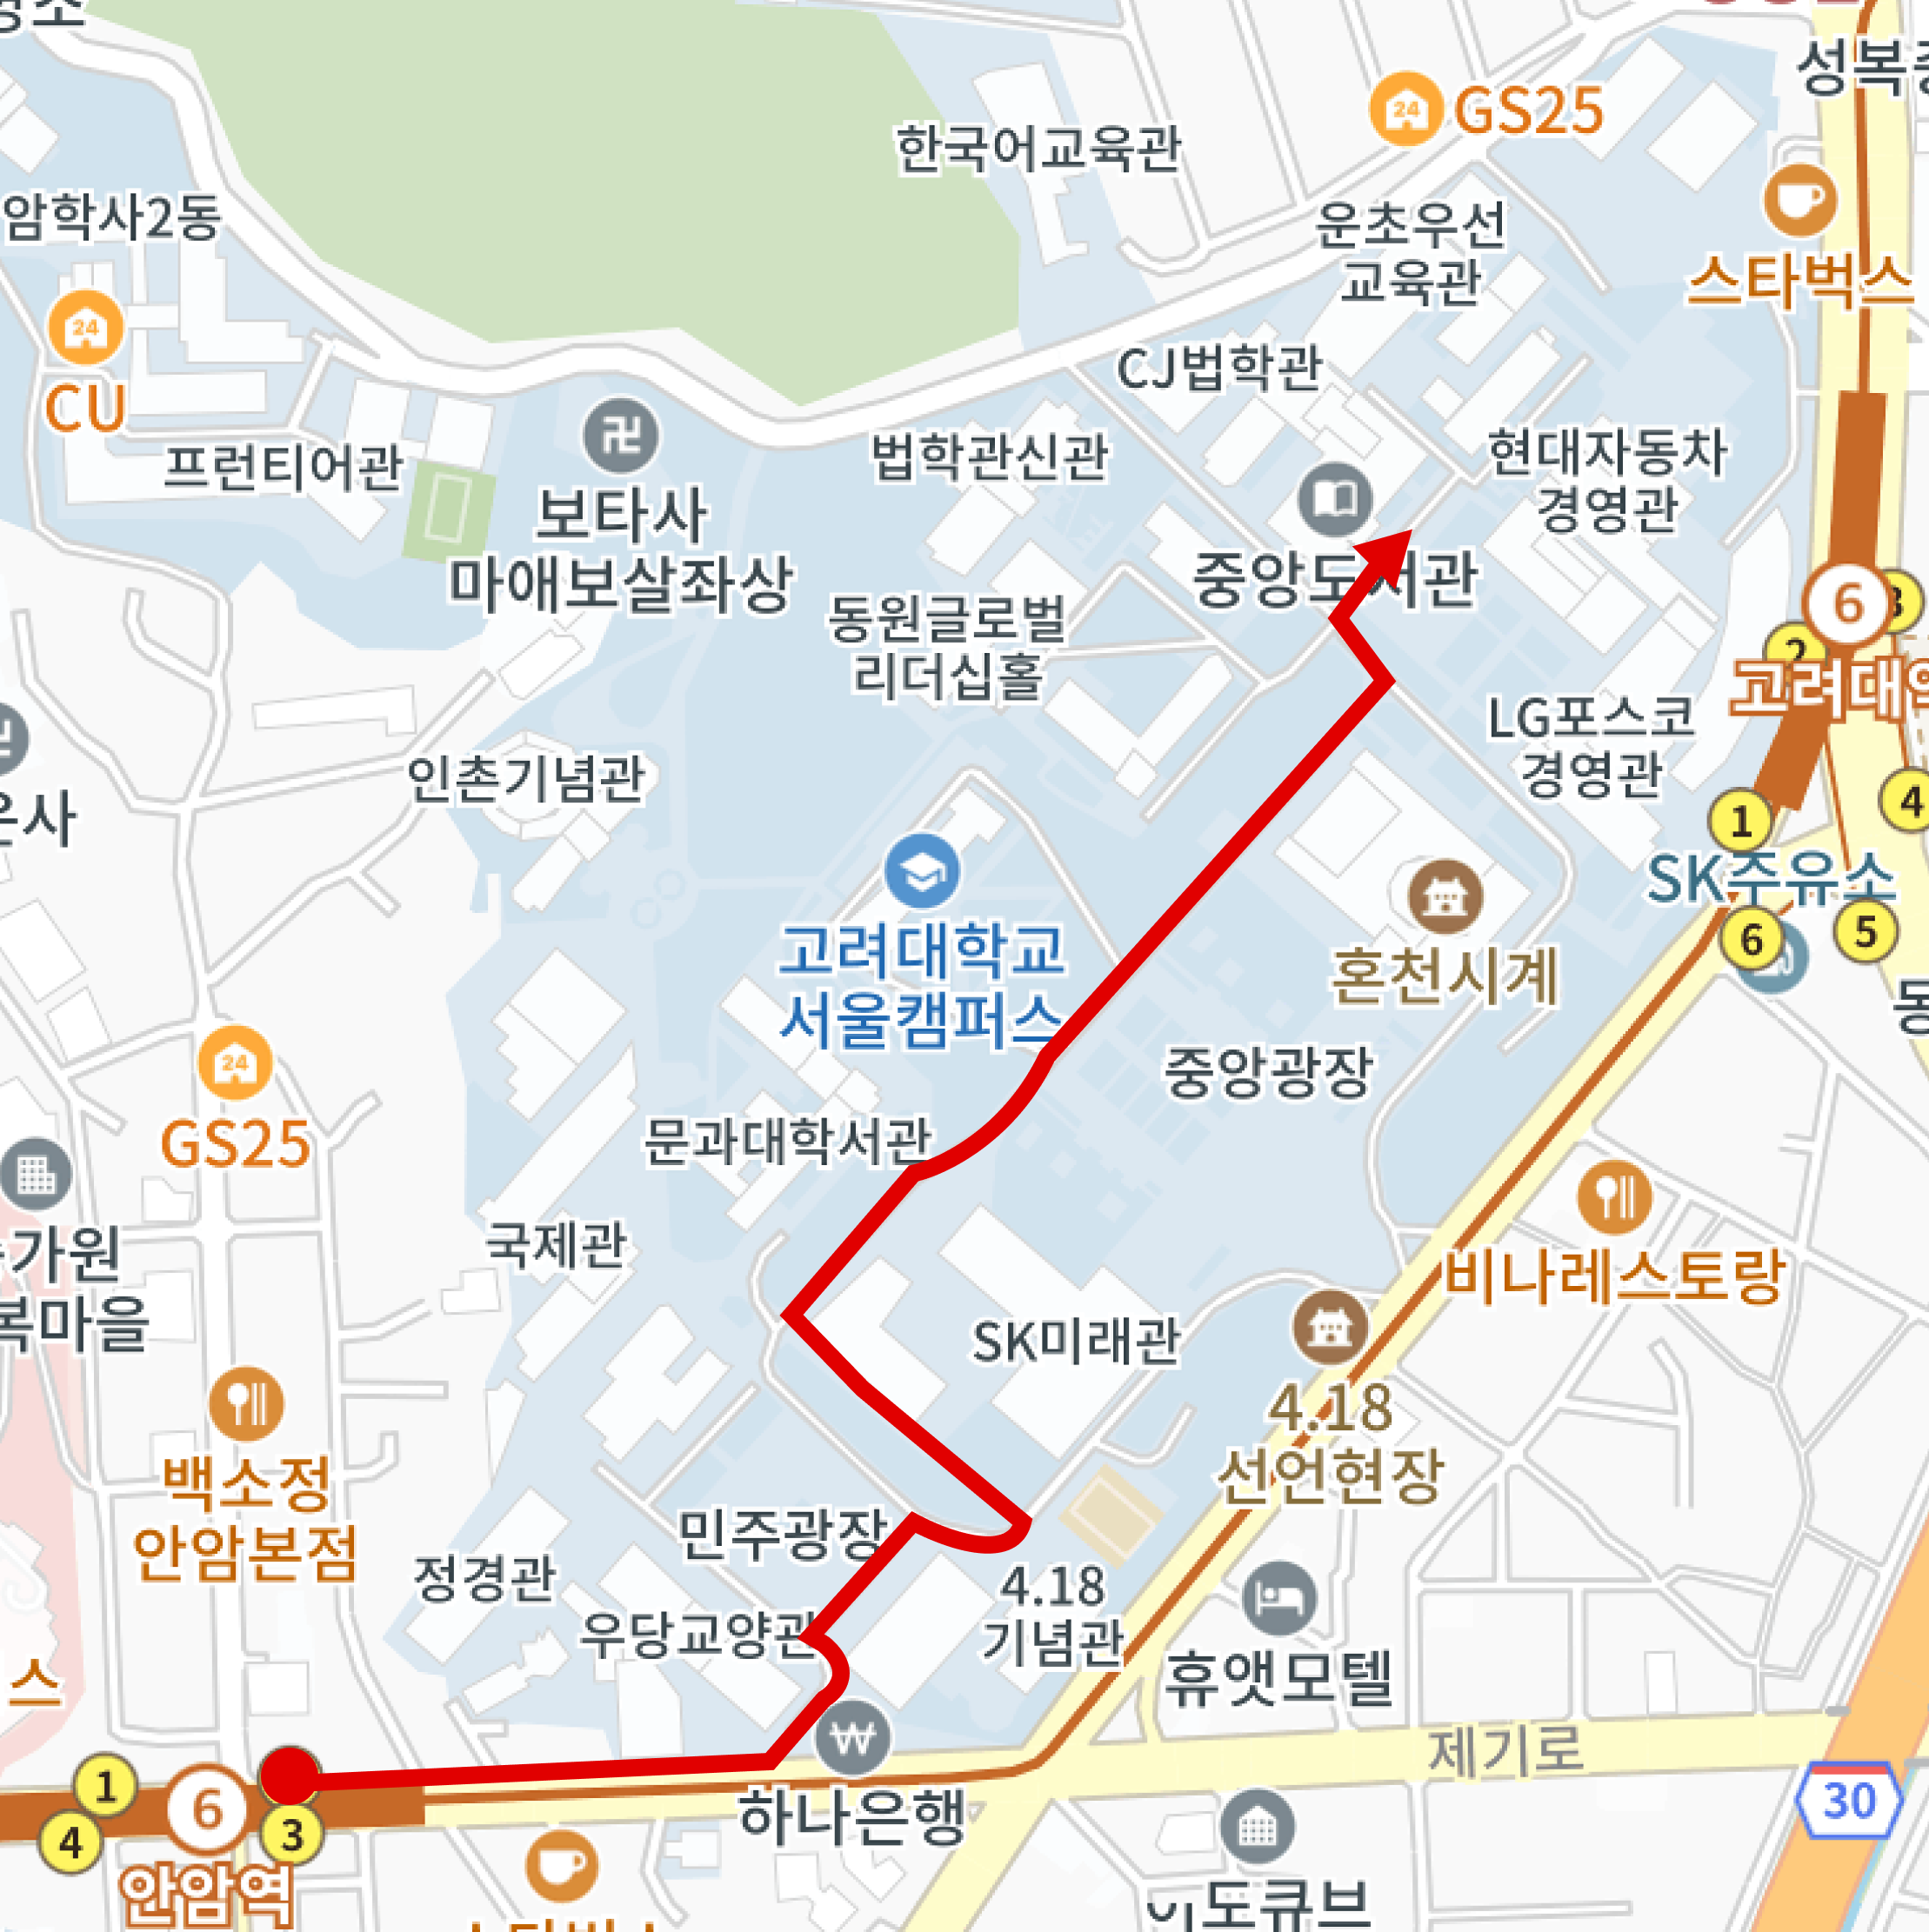 GS25
한국어교육관
암학사2동
운초우선
교육관
스타벅스
24
24
CU
CJ법학관
프런티어관
법학관신관
현대자동차
경영관
보타사
마애보살좌상
중앙도서관
동원글로벌
리더십홀
6
3
2
고려대역
LG포스코
경영관
인촌기념관
1
4
SK주유소
6
5
고려대학교
서울캠퍼스
혼천시계
중앙광장
24
GS25
문과대학서관
국제관
가원
복마을
SK미래관
비나레스토랑
4.18
선언현장
백소정
안암본점
민주광장
정경관
4.18
기념관
우당교양관
휴앳모텔
스
제기로
1
6
4
3
하나은행
안암역
30
이도큐브